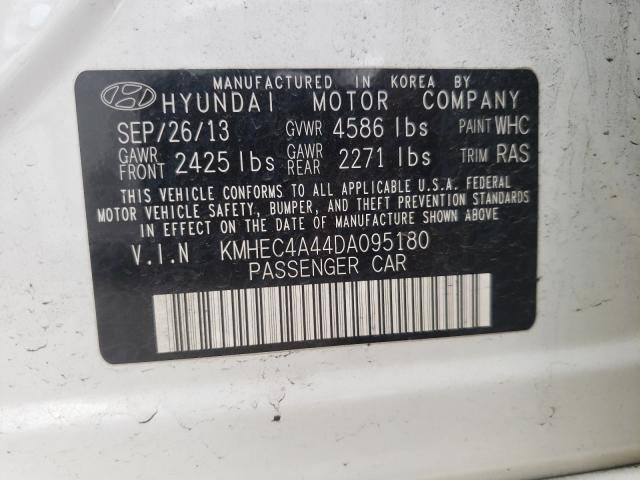 MANUFACTURED IN KOREA BY
HYUNDAI MOTOR COMPANY
SEP/26/13 GVWR 4586 lbs PAINT WHC
GAWR FRONT 2425 lbs GAWR REAR 2271 lbs TRIM RAS
THIS VEHICLE CONFORMS TO ALL APPLICABLE U.S.A. FEDERAL
MOTOR VEHICLE SAFETY, BUMPER, AND THEFT PREVENTION STANDARDS
IN EFFECT ON THE DATE OF MANUFACTURE SHOWN ABOVE
V.I.N KMHEC4A44DA095180
PASSENGER CAR